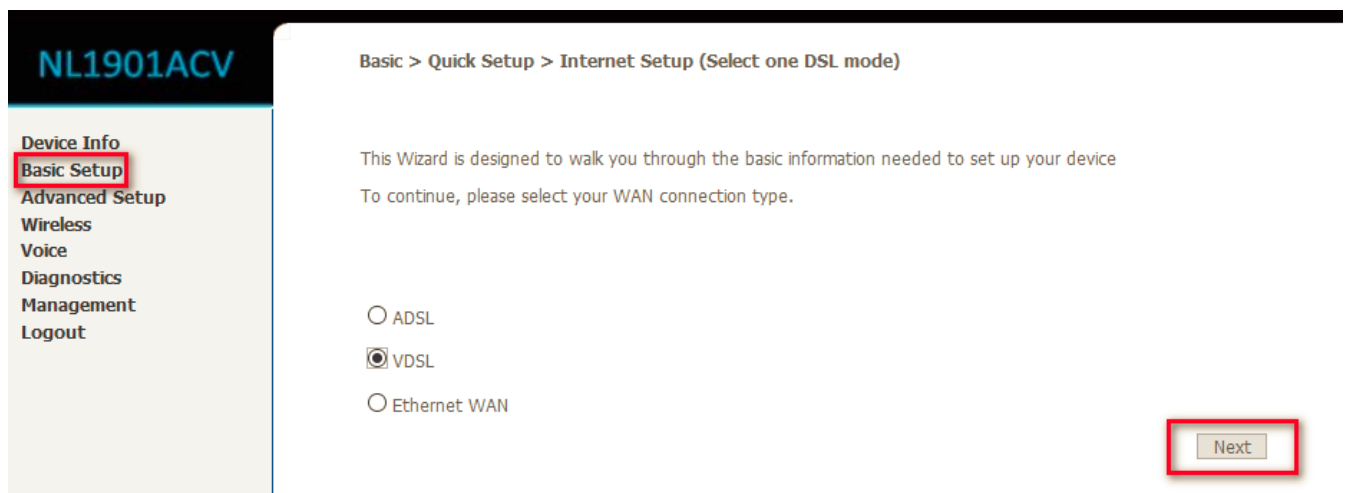 NL1901ACV
Basic > Quick Setup > Internet Setup (Select one DSL mode)
Device Info
Basic Setup
Advanced Setup
Wireless
Voice
Diagnostics
Management
Logout
This Wizard is designed to walk you through the basic information needed to set up your device
To continue, please select your WAN connection type.
ADSL
VDSL
Ethernet WAN
Next